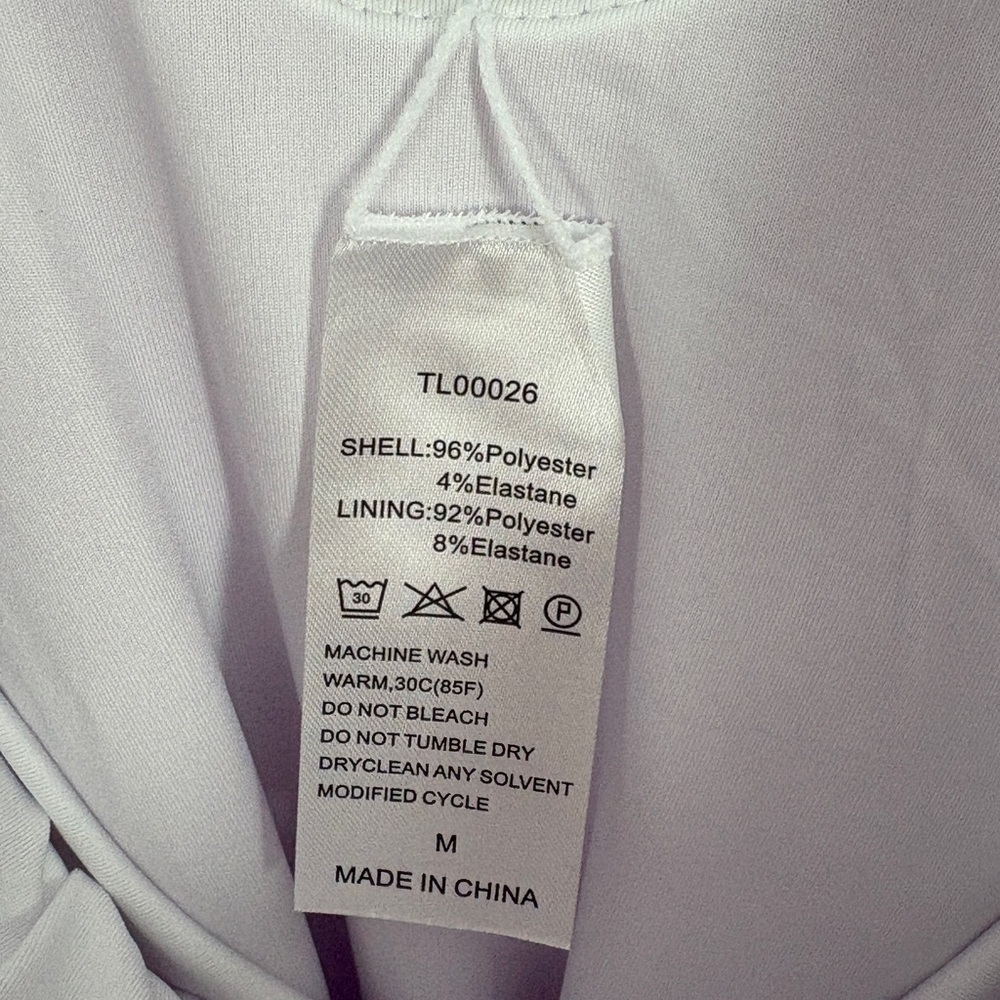 TL00026
SHELL:96%Polyester
4%Elastane
LINING:92%Polyester
8%Elastane
30 P
MACHINE WASH
WARM,30C(85F)
DO NOT BLEACH
DO NOT TUMBLE DRY
DRYCLEAN ANY SOLVENT
MODIFIED CYCLE
M
MADE IN CHINA